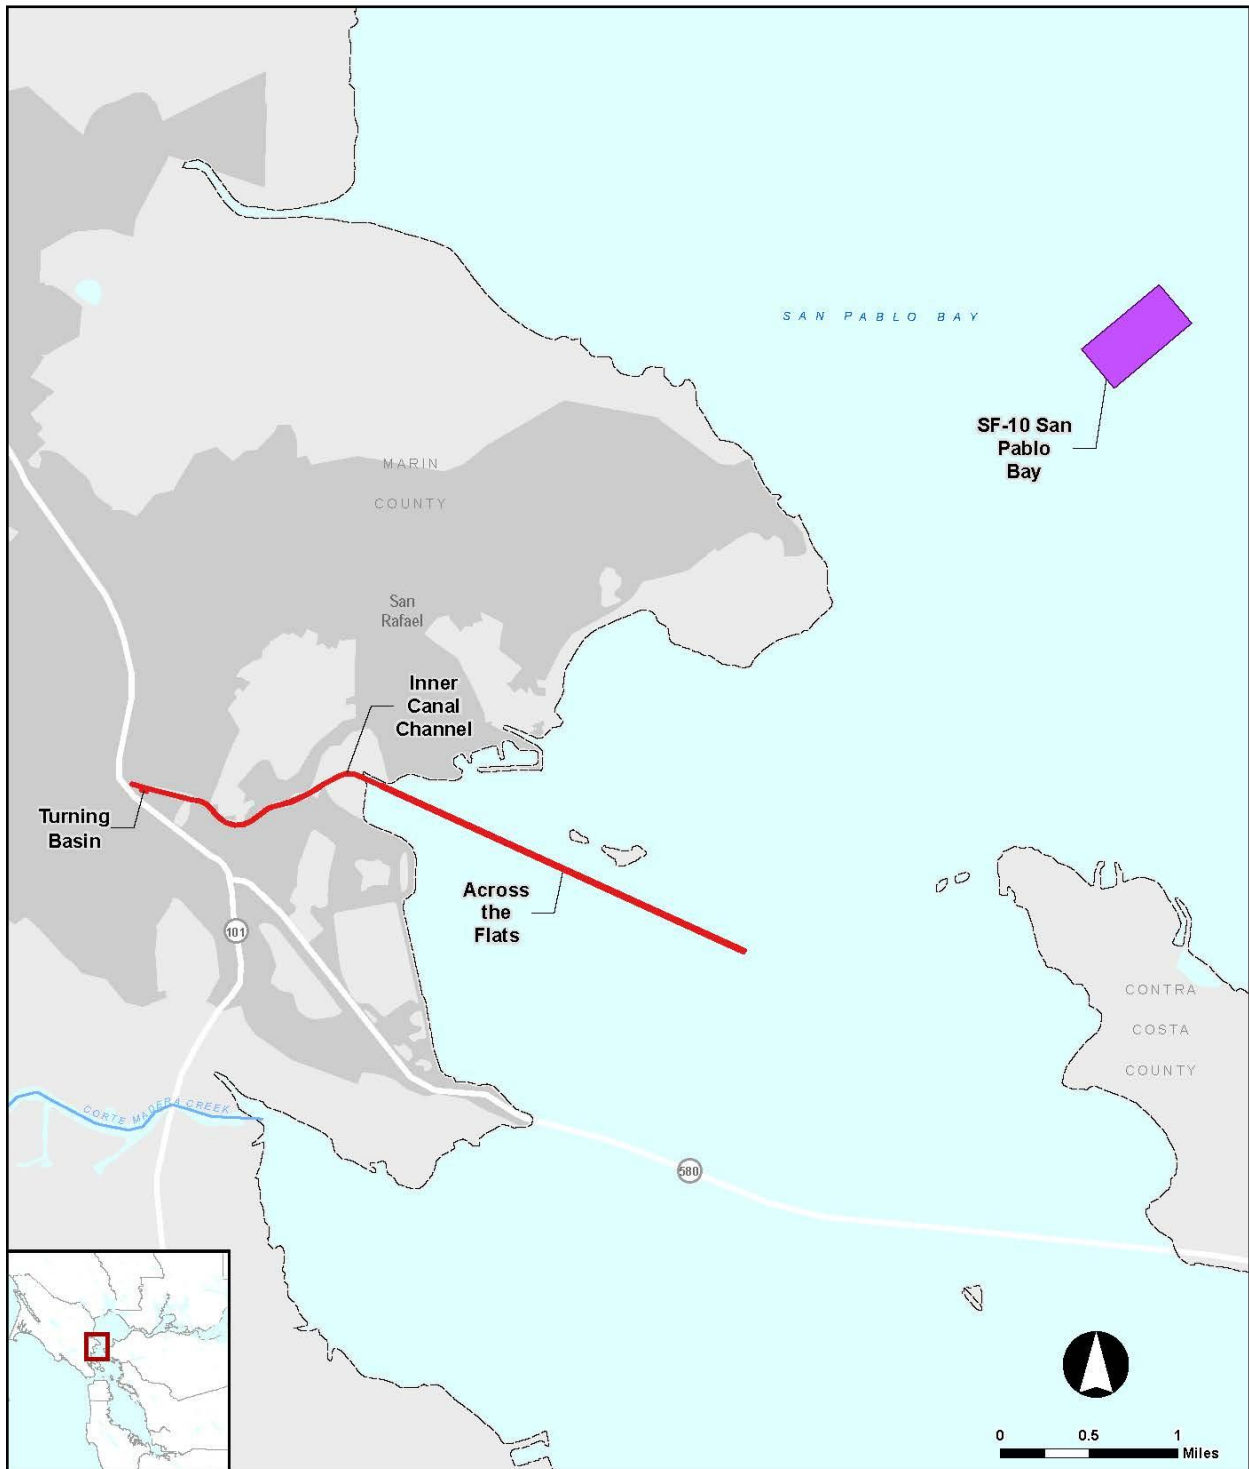 SAN PABLO BAY
SF-10 San
Pablo
Bay
MARIN
COUNTY
San
Rafael
Inner
Canal
Channel
Turning
Basin
Across
the
Flats
101
CONTRA
COSTA
COUNTY
CORTE MADERA CREEK
580
0 0.5 1
Miles